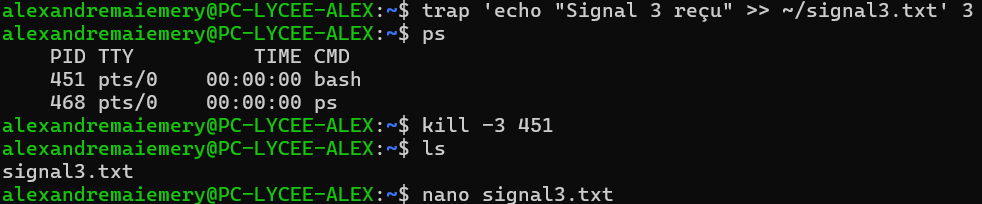 alexandremaiemery@PC-LYCEE-ALEX:~$ trap 'echo "Signal 3 reçu" >> ~/signal3.txt' 3
alexandremaiemery@PC-LYCEE-ALEX:~$ ps
    PID TTY          TIME CMD
    451 pts/0    00:00:00 bash
    468 pts/0    00:00:00 ps
alexandremaiemery@PC-LYCEE-ALEX:~$ kill -3 451
alexandremaiemery@PC-LYCEE-ALEX:~$ ls
signal3.txt
alexandremaiemery@PC-LYCEE-ALEX:~$ nano signal3.txt